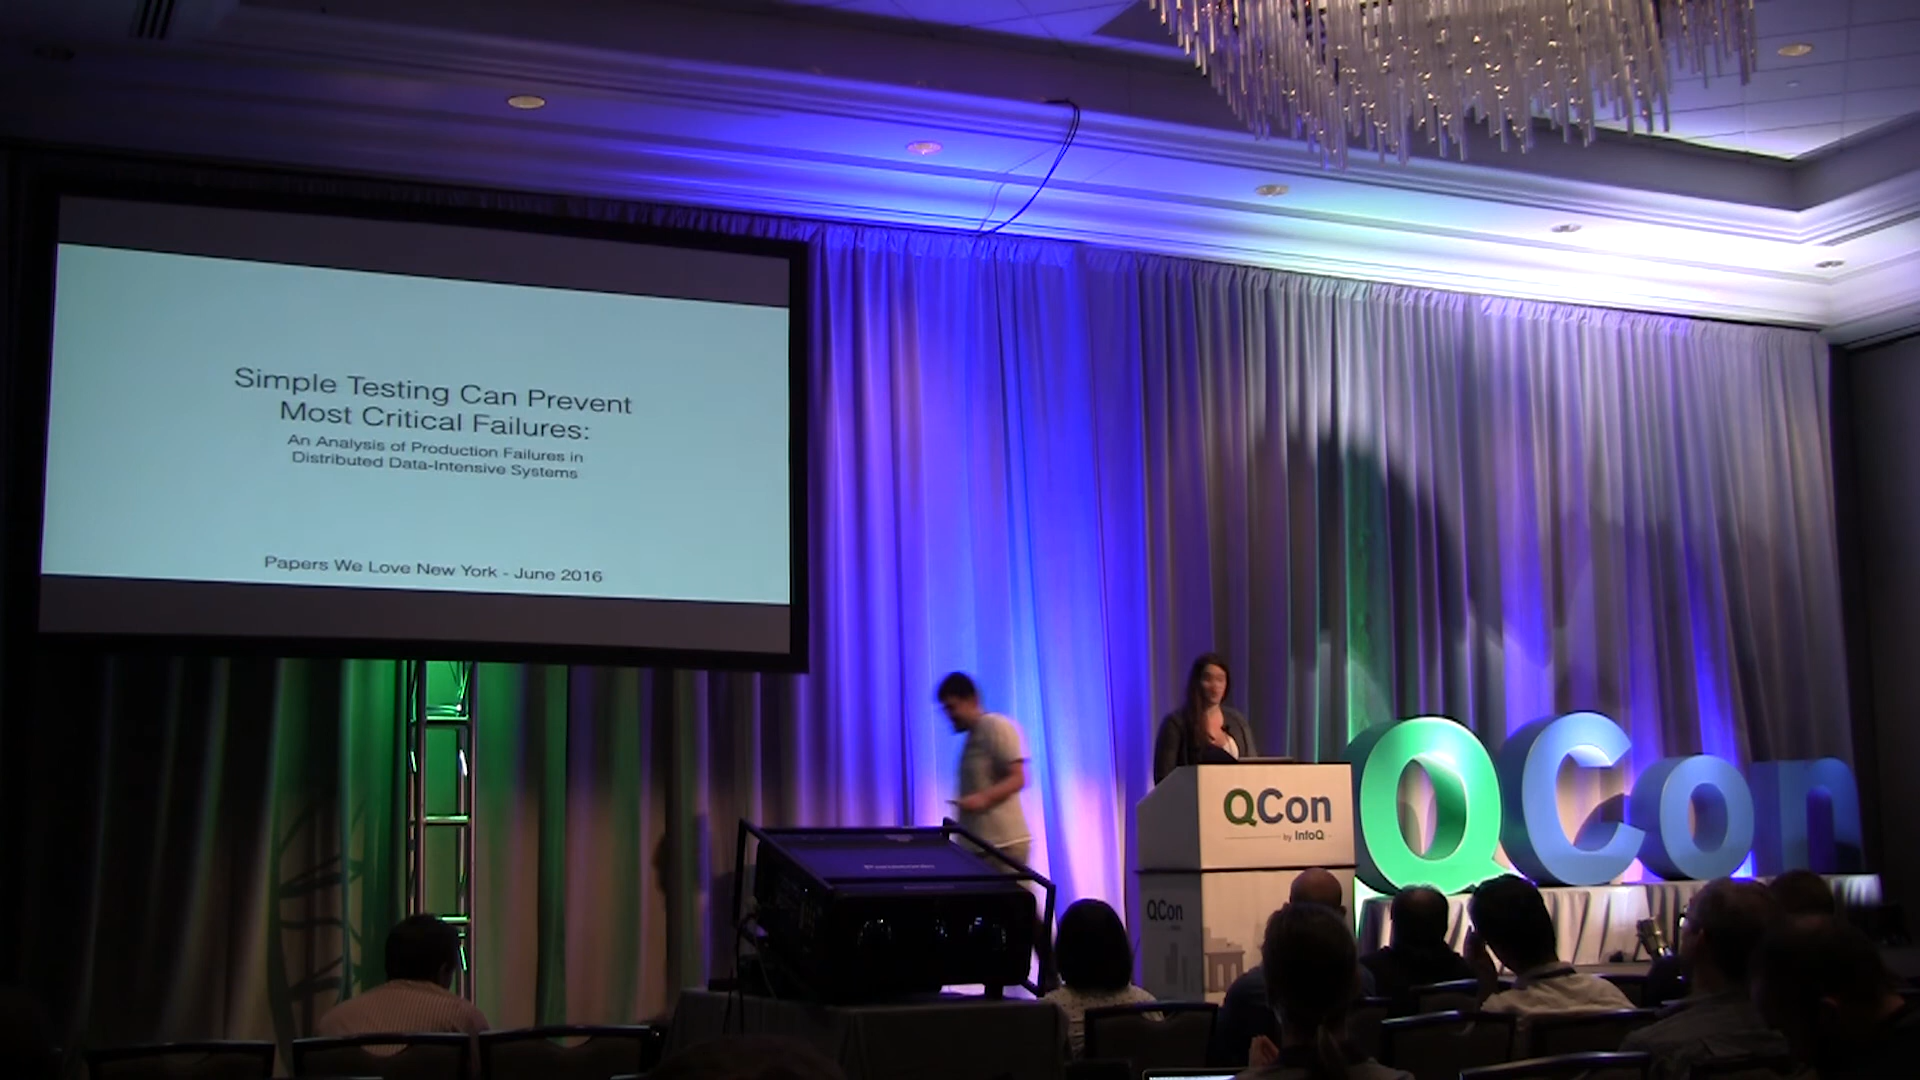 Simple Testing Can Prevent
Most Critical Failures:
An Analysis of Production Failures in
Distributed Data-Intensive Systems
Papers We Love New York - June 2016
QCon
by InfoQ
QCon
QCon